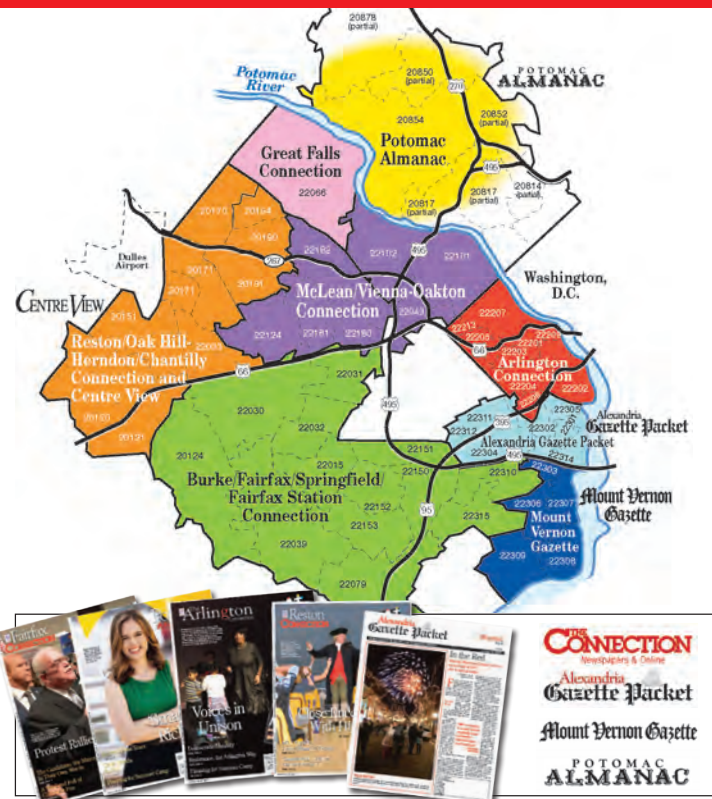 20878
(partial)
Potomac
River
20850
(partial)
270
POTOMAC
ALMANAC
20854
20852
(partial)
Potomac
Almanac
495
Great Falls
Connection
22066
20817
(partial)
20817
(partial)
20814
(partial)
20170
20194
20190
Dulles
Airport
267
22182
22102
22101
495
20171
20171
20191
Washington,
D.C.
CENTRE VIEW
20151
McLean/Vienna-Oakton
Connection
22043
22124
22181
22180
Reston/Oak Hill-
Herndon/Chantilly
Connection and
Centre View
66
22207
22213
22205
22201
22203
22204
22202
66
Arlington
Connection
20120
20121
22031
22030
22032
495
22311
22312
395
22302
22305
22301
22304
22314
Alexandria Gazette Packet
495
Alexandria
Gazette Packet
20124
22015
22151
22150
22310
22303
Burke/Fairfax/Springfield/
Fairfax Station
Connection
22152
22153
95
22315
22306
22307
Mount
Vernon
Gazette
22309
22308
Mount Vernon
Gazette
22039
22079
Fairfax
Protest Rallies
Arlington
Voices in
Unison
Reston
Alexandria
Gazette Packet
In the Red
THE
CONNECTION
Newspapers & Online
Alexandria
Gazette Packet
Mount Vernon Gazette
POTOMAC
ALMANAC